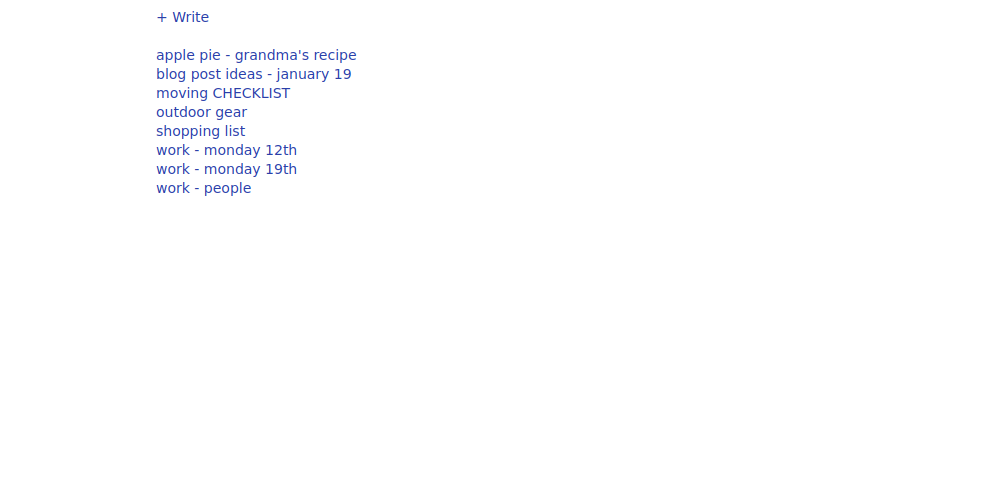 + Write
apple pie - grandma's recipe
blog post ideas - january 19
moving CHECKLIST
outdoor gear
shopping list
work - monday 12th
work - monday 19th
work - people